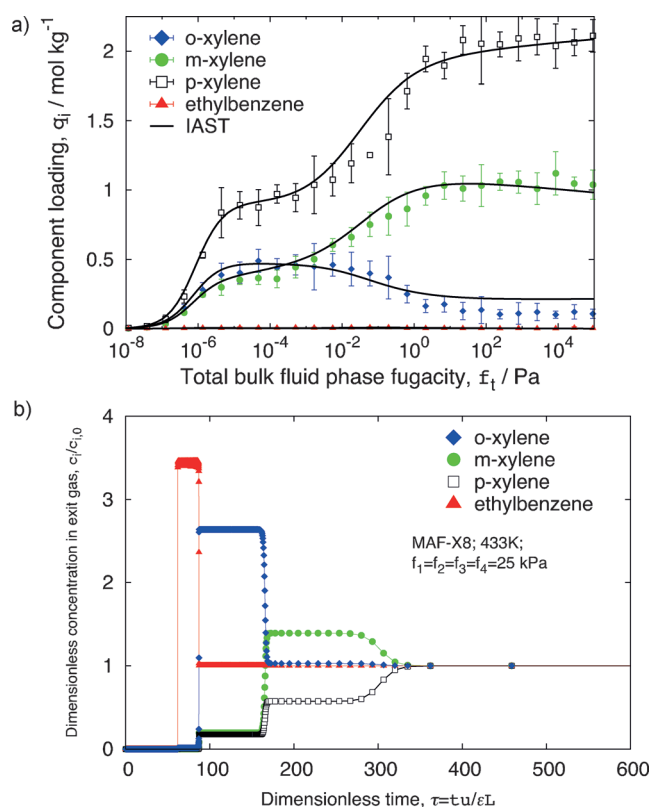 a)
o-xylene
m-xylene
p-xylene
ethylbenzene
IAST
Component loading, qᵢ / mol kg⁻¹
2
1.5
1
0.5
0
10⁻⁸ 10⁻⁶ 10⁻⁴ 10⁻² 10⁰ 10² 10⁴
Total bulk fluid phase fugacity, fₜ / Pa
b)
o-xylene
m-xylene
p-xylene
ethylbenzene
MAF-X8; 433K;
f₁=f₂=f₃=f₄=25 kPa
Dimensionless concentration in exit gas, cᵢ/cᵢ,₀
4
3
2
1
0
0 100 200 300 400 500 600
Dimensionless time, τ=tu/εL